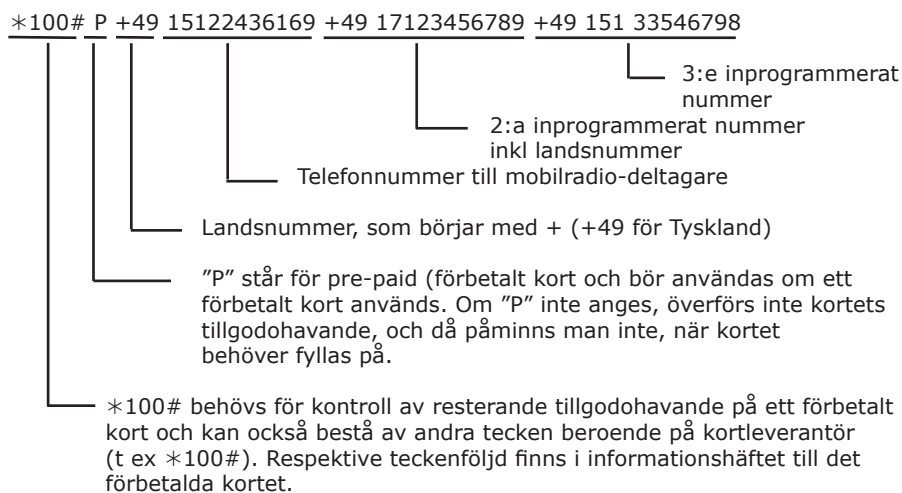 ∗100# P +49 15122436169 +49 17123456789 +49 151 33546798
3:e inprogrammerat
nummer
2:a inprogrammerat nummer
inkl landsnummer
Telefonnummer till mobilradio-deltagare
Landsnummer, som börjar med + (+49 för Tyskland)
”P” står för pre-paid (förbetalt kort och bör användas om ett
förbetalt kort används. Om ”P” inte anges, överförs inte kortets
tillgodohavande, och då påminns man inte, när kortet
behöver fyllas på.
∗100# behövs för kontroll av resterande tillgodohavande på ett förbetalt
kort och kan också bestå av andra tecken beroende på kortleverantör
(t ex ∗100#). Respektive teckenföljd finns i informationshäftet till det
förbetalda kortet.